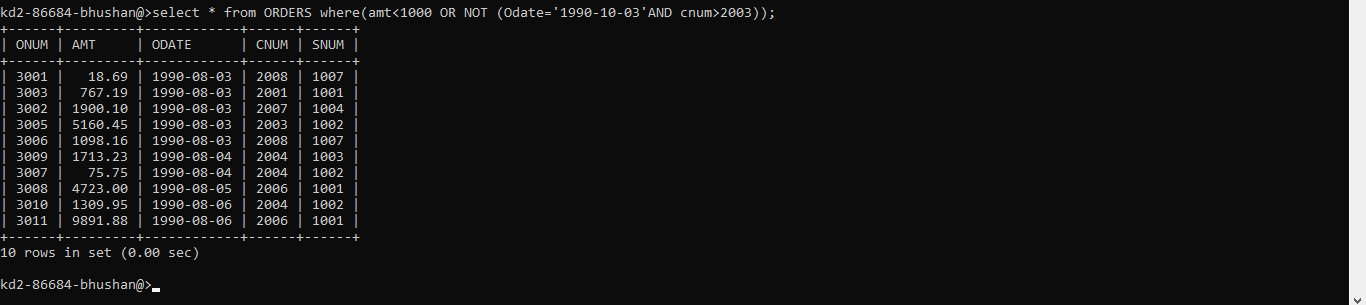 kd2-86684-bhushan@>select * from ORDERS where(amt<1000 OR NOT (Odate='1990-10-03'AND cnum>2003));
+------+---------+------------+------+------+
| ONUM | AMT     | ODATE      | CNUM | SNUM |
+------+---------+------------+------+------+
| 3001 |   18.69 | 1990-08-03 | 2008 | 1007 |
| 3003 |  767.19 | 1990-08-03 | 2001 | 1001 |
| 3002 | 1900.10 | 1990-08-03 | 2007 | 1004 |
| 3005 | 5160.45 | 1990-08-03 | 2003 | 1002 |
| 3006 | 1098.16 | 1990-08-03 | 2008 | 1007 |
| 3009 | 1713.23 | 1990-08-04 | 2004 | 1003 |
| 3007 |   75.75 | 1990-08-04 | 2004 | 1002 |
| 3008 | 4723.00 | 1990-08-05 | 2006 | 1001 |
| 3010 | 1309.95 | 1990-08-06 | 2004 | 1002 |
| 3011 | 9891.88 | 1990-08-06 | 2006 | 1001 |
+------+---------+------------+------+------+
10 rows in set (0.00 sec)
kd2-86684-bhushan@>